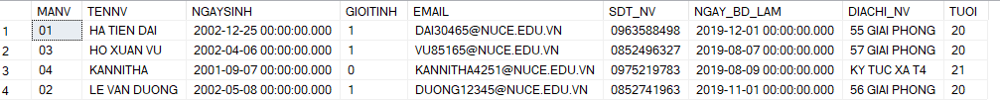 MANV TENNV NGAYSINH GIOITINH EMAIL SDT_NV NGAY_BD_LAM DIACHI_NV TUOI
1 01 HA TIEN DAI 2002-12-25 00:00:00.000 1 DAI30465@NUCE.EDU.VN 0963588498 2019-12-01 00:00:00.000 55 GIAI PHONG 20
2 03 HO XUAN VU 2002-04-06 00:00:00.000 1 VU85165@NUCE.EDU.VN 0852496327 2019-08-07 00:00:00.000 57 GIAI PHONG 20
3 04 KANNITHA 2001-09-07 00:00:00.000 0 KANNITHA4251@NUCE.EDU.VN 0975219783 2019-08-09 00:00:00.000 KY TUC XA T4 21
4 02 LE VAN DUONG 2002-05-08 00:00:00.000 1 DUONG12345@NUCE.EDU.VN 0852741963 2019-11-01 00:00:00.000 56 GIAI PHONG 20